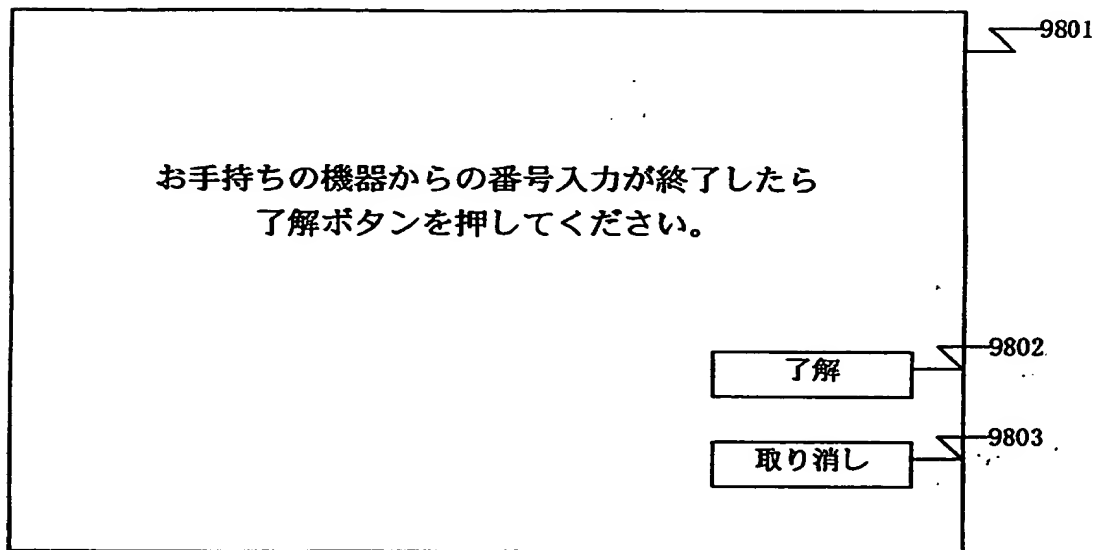 9801
お手持ちの機器からの番号入力が終了したら
了解ボタンを押してください。
9802
了解
9803
取り消し